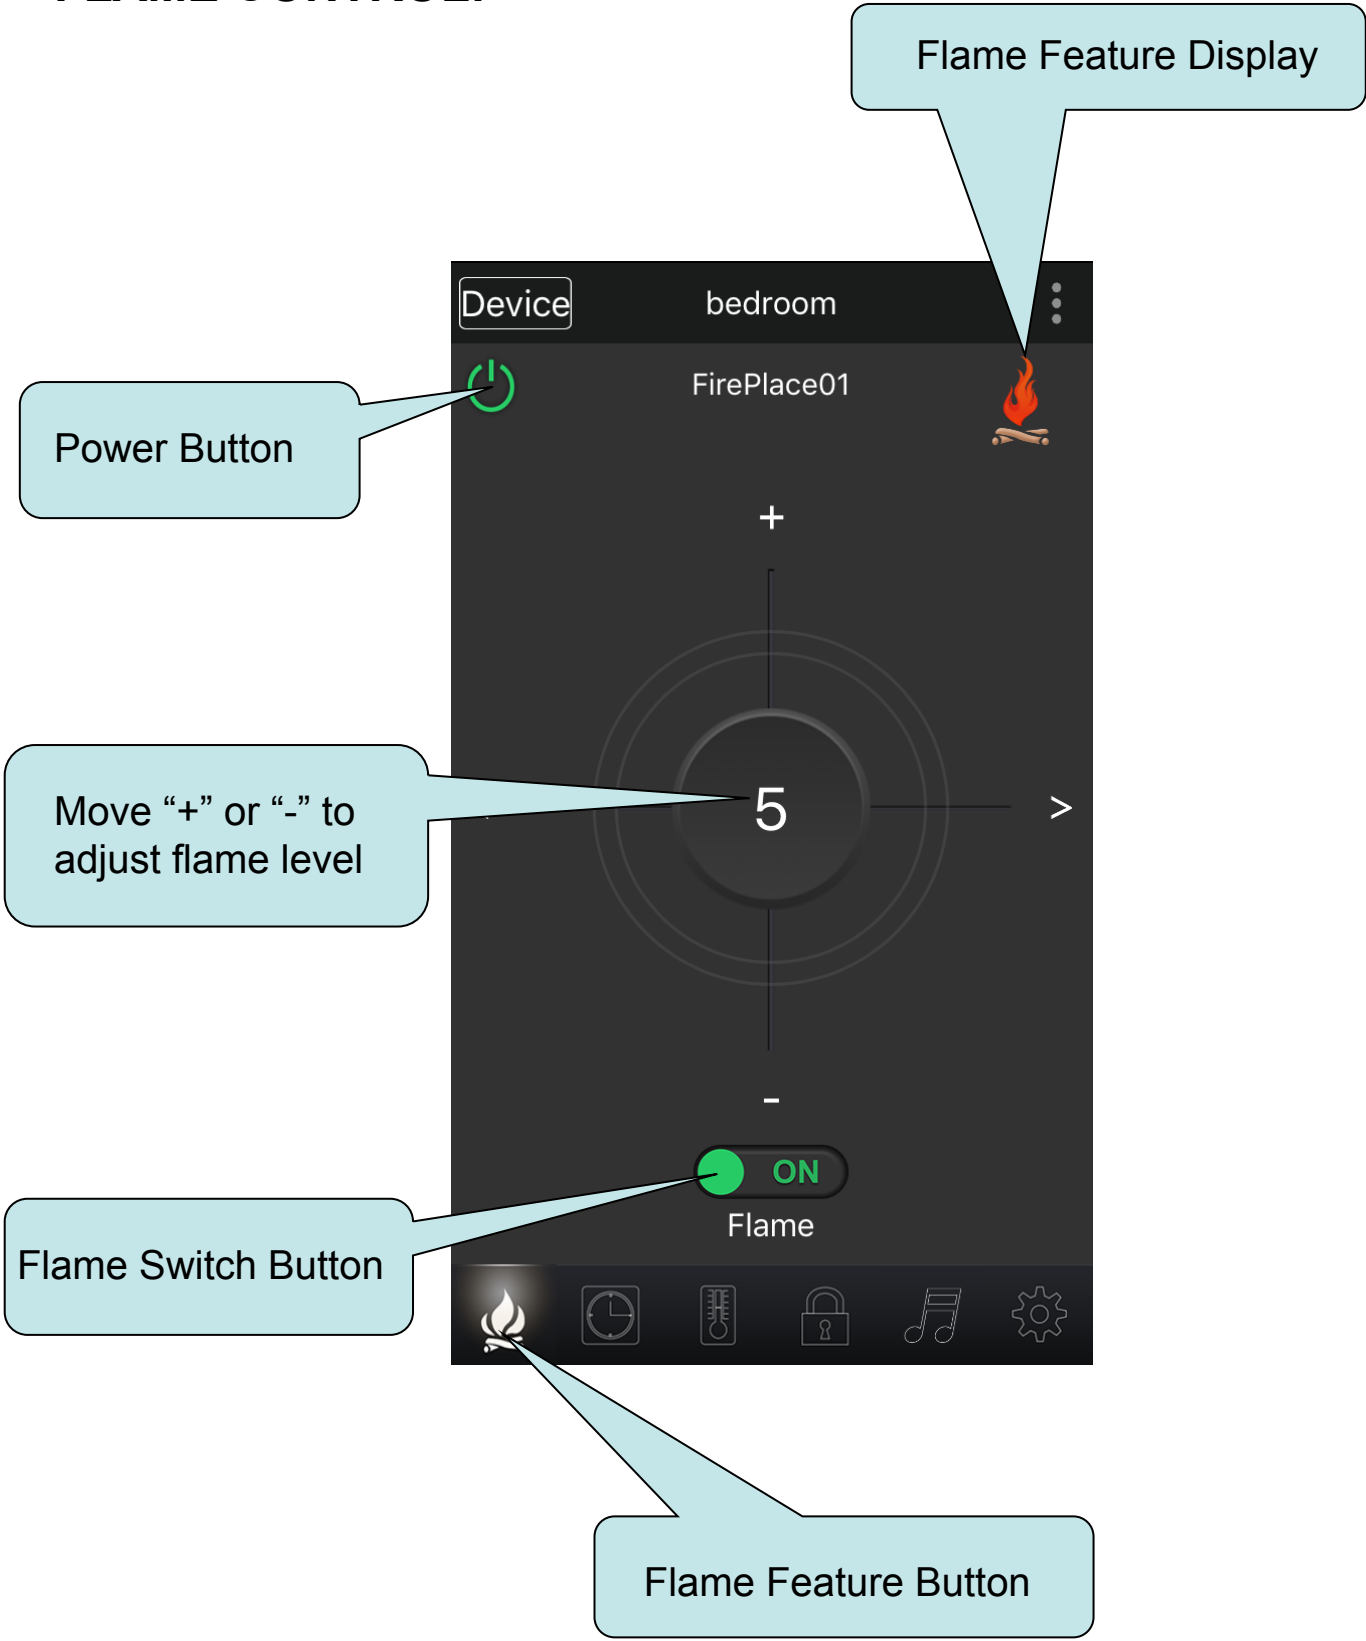 Flame Feature Display
Device
bedroom
FirePlace01
Power Button
+
Move “+” or “-” to
adjust flame level
5
>
-
ON
Flame
Flame Switch Button
Flame Feature Button